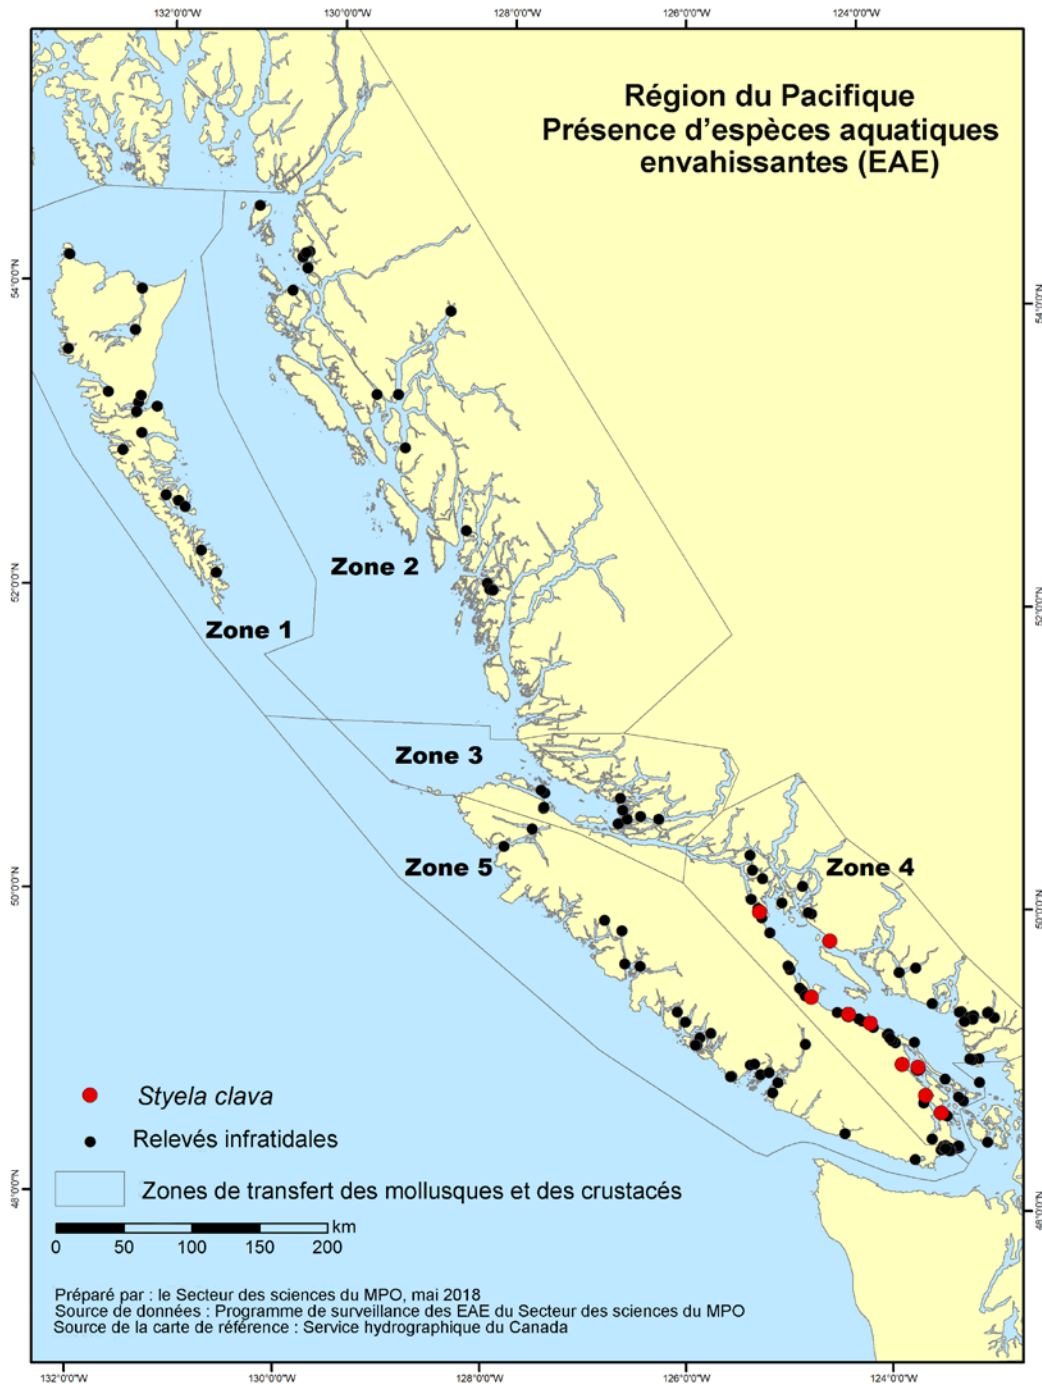 132°0'0"W 130°0'0"W 128°0'0"W 126°0'0"W 124°0'0"W
Région du Pacifique
Présence d'espèces aquatiques
envahissantes (EAE)
54°0'0"N 54°0'0"N
Zone 2
52°0'0"N 52°0'0"N
Zone 1
Zone 3
Zone 5 Zone 4
50°0'0"N 50°0'0"N
Styela clava
Relevés infratidales
Zones de transfert des mollusques et des crustacés
48°0'0"N 48°0'0"N
km
0 50 100 150 200
Préparé par : le Secteur des sciences du MPO, mai 2018
Source de données : Programme de surveillance des EAE du Secteur des sciences du MPO
Source de la carte de référence : Service hydrographique du Canada
132°0'0"W 130°0'0"W 128°0'0"W 126°0'0"W 124°0'0"W